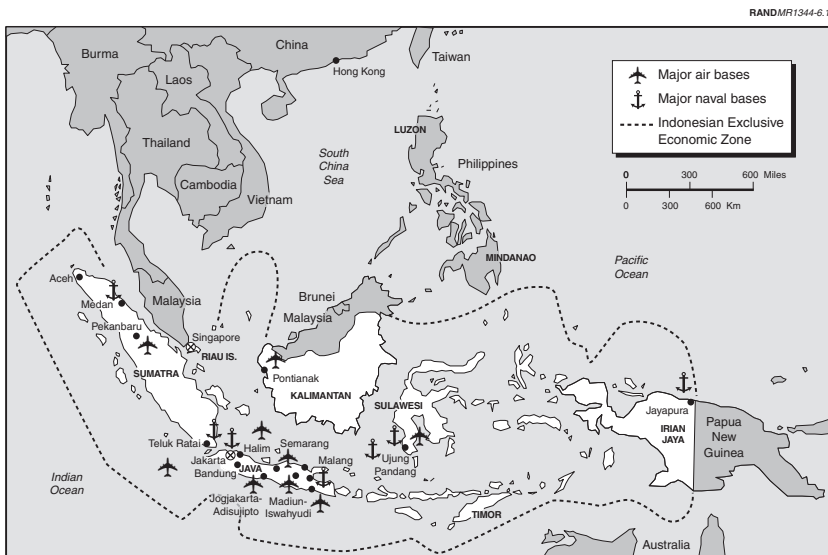 RANDMR1344-6.1
China
Burma
Taiwan
Hong Kong
Laos
Major air bases
Major naval bases
Indonesian Exclusive
Economic Zone
LUZON
Thailand
South
China
Sea
Philippines
0 300 600 Miles
0 300 600 Km
Cambodia
Vietnam
MINDANAO
Pacific
Ocean
Aceh
Malaysia
Brunei
Malaysia
Medan
Pekanbaru
Singapore
RIAU IS.
SUMATRA
Pontianak
KALIMANTAN
SULAWESI
Jayapura
IRIAN
JAYA
Papua
New
Guinea
Teluk Ratai
Halim
Semarang
Malang
Ujung
Pandang
Jakarta
Bandung
JAVA
Indian
Ocean
Jogjakarta-
Adisujipto
Madiun-
Iswahyudi
TIMOR
Australia